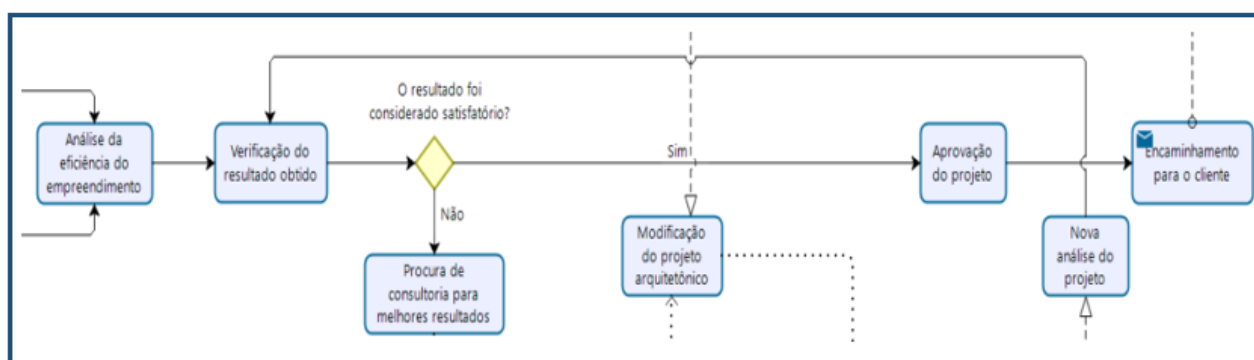 O resultado foi
considerado satisfatório?
Análise da
eficiência do
empreendimento
Verificação do
resultado obtido
Sim
Aprovação
do projeto
Encaminhamento
para o cliente
Não
Procura de
consultoria para
melhores resultados
Modificação
do projeto
arquitetônico
Nova
análise do
projeto